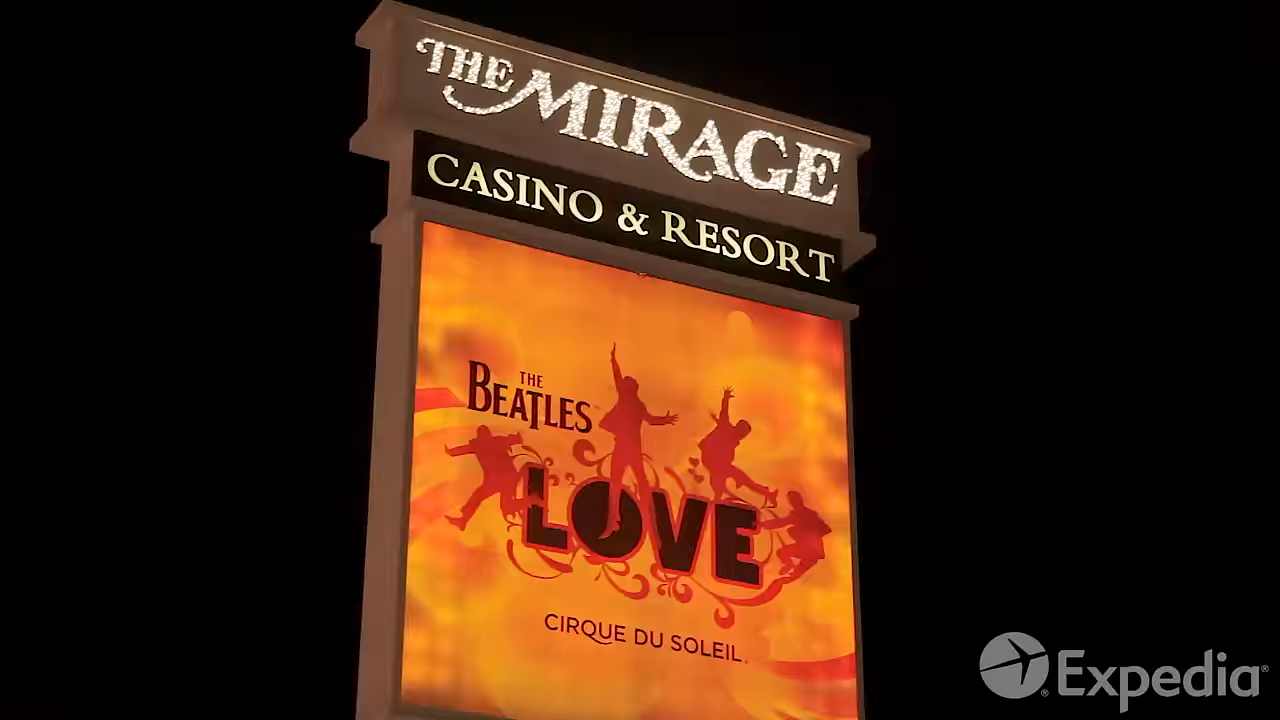 THE MIRAGE
CASINO & RESORT
THE
BEATLES
LOVE
CIRQUE DU SOLEIL
Expedia®